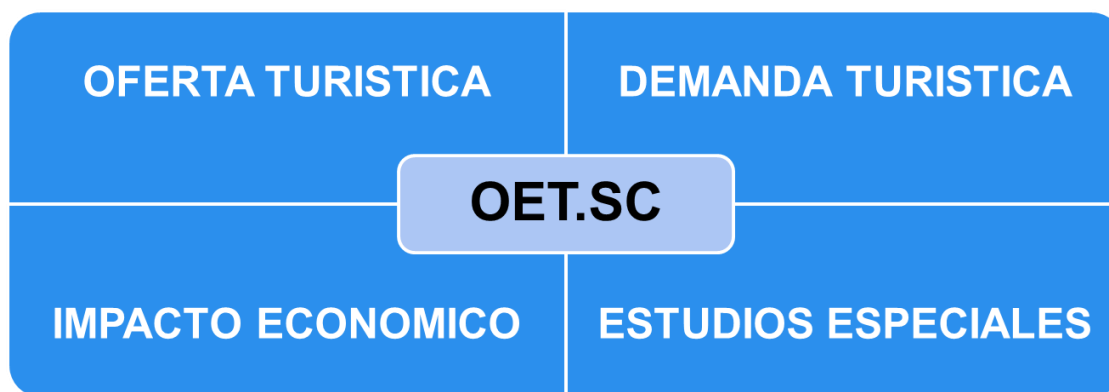 OFERTA TURISTICA
DEMANDA TURISTICA
OET.SC
IMPACTO ECONOMICO
ESTUDIOS ESPECIALES